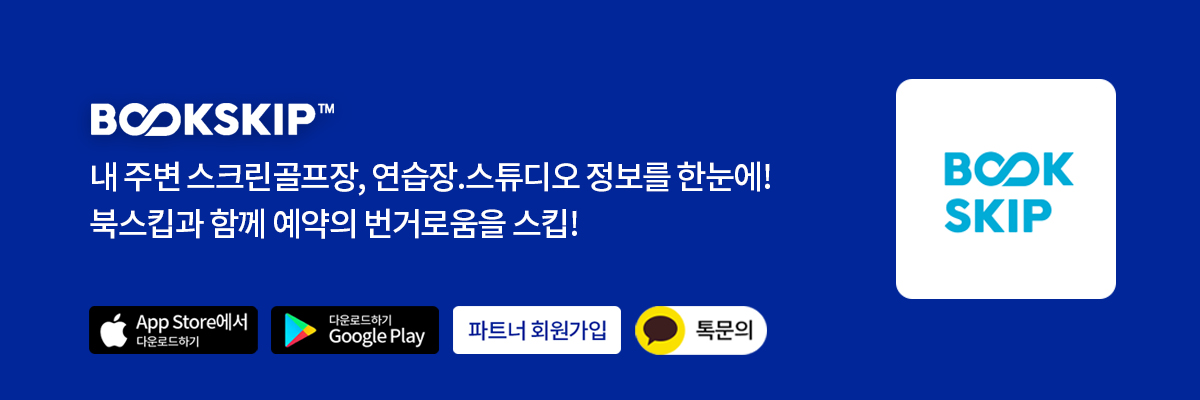 BOOKSKIP™
내 주변 스크린골프장, 연습장.스튜디오 정보를 한눈에!
북스킵과 함께 예약의 번거로움을 스킵!
App Store에서
다운로드하기
다운로드하기
Google Play
파트너 회원가입
톡문의
BOOK
SKIP